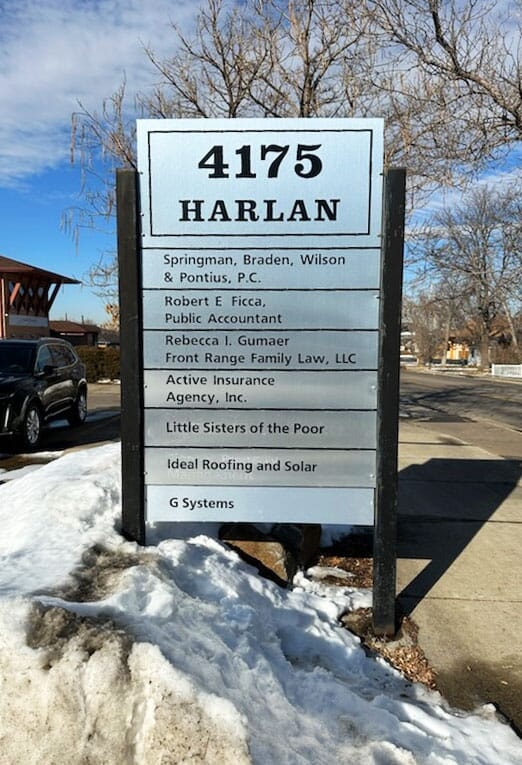 4175
HARLAN
Springman, Braden, Wilson
& Pontius, P.C.
Robert E Ficca,
Public Accountant
Rebecca I. Gumaer
Front Range Family Law, LLC
Active Insurance
Agency, Inc.
Little Sisters of the Poor
Ideal Roofing and Solar
G Systems